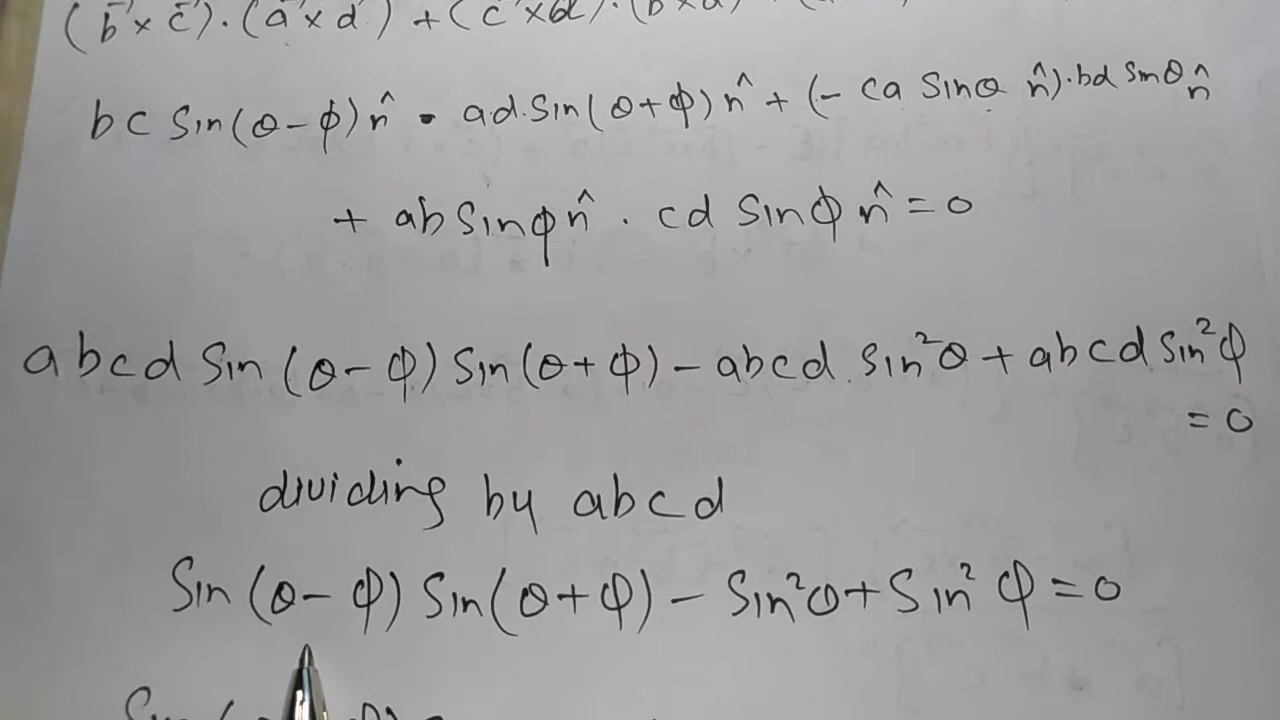 (b⃗ × c⃗).(a⃗ × d⃗) + (c⃗ × a⃗).(b⃗ × d⃗)
bc Sin(θ-ϕ)n̂ • ad.Sin(θ+ϕ)n̂ + (- ca Sinθ n̂).bd Sinθ n̂
+ ab Sinϕ n̂ . cd Sinϕ n̂ = 0
abcd Sin(θ-ϕ) Sin(θ+ϕ) - abcd Sin²θ + abcd Sin²ϕ
= 0
dividing by abcd
Sin(θ-ϕ) Sin(θ+ϕ) - Sin²θ + Sin²ϕ = 0